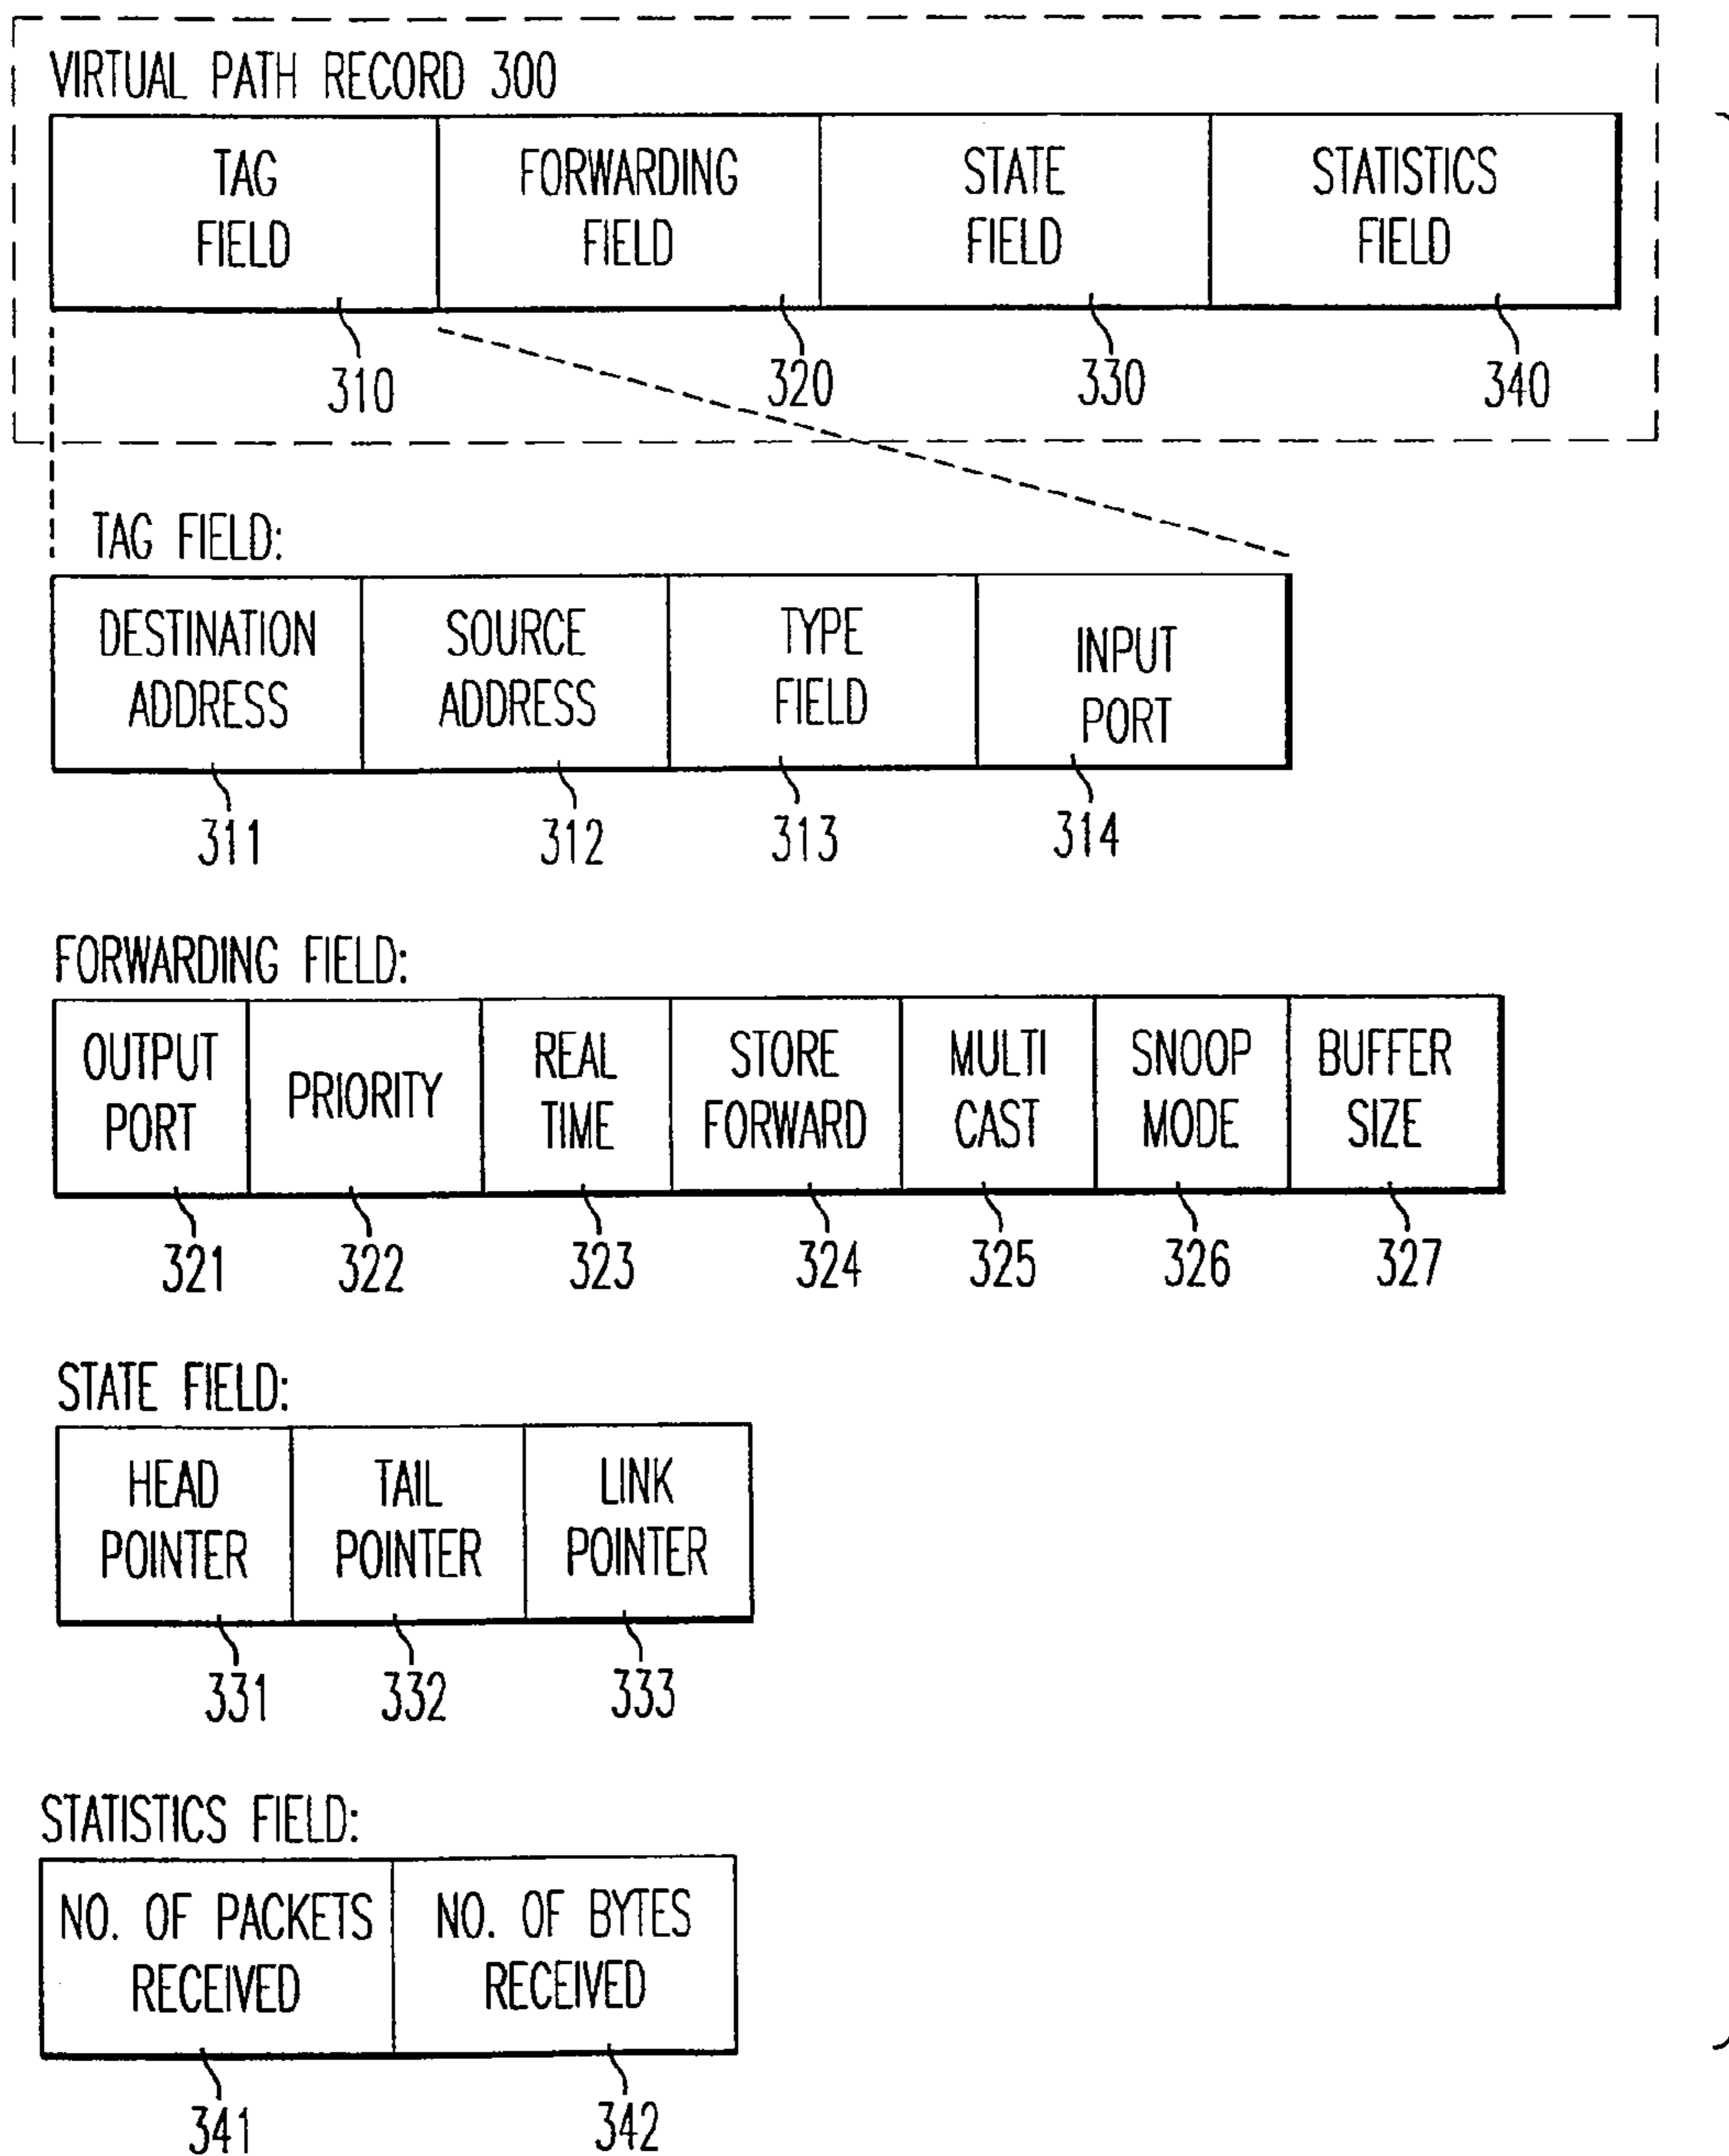 VIRTUAL PATH RECORD 300
TAG FIELD
FORWARDING FIELD
STATE FIELD
STATISTICS FIELD
310
320
330
340
TAG FIELD:
DESTINATION ADDRESS
SOURCE ADDRESS
TYPE FIELD
INPUT PORT
311
312
313
314
FORWARDING FIELD:
OUTPUT PORT
PRIORITY
REAL TIME
STORE FORWARD
MULTI CAST
SNOOP MODE
BUFFER SIZE
321
322
323
324
325
326
327
STATE FIELD:
HEAD POINTER
TAIL POINTER
LINK POINTER
331
332
333
STATISTICS FIELD:
NO. OF PACKETS RECEIVED
NO. OF BYTES RECEIVED
341
342